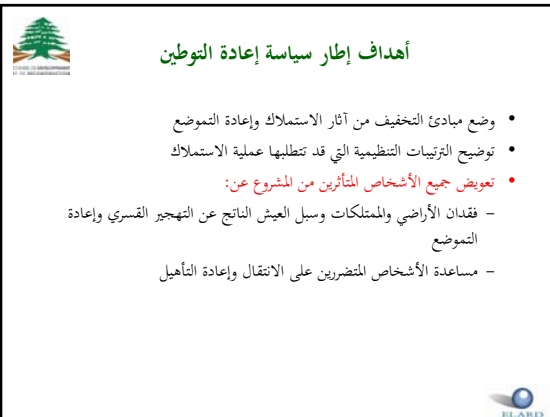 أهداف إطار سياسة إعادة التوطين
• وضع مبادئ التخفيف من آثار الاستملاك وإعادة التموضع
• توضيح الترتيبات التنظيمية التي قد تتطلبها عملية الاستملاك
• تعويض جميع الأشخاص المتأثرين من المشروع عن:
– فقدان الأراضي والممتلكات وسبل العيش الناتج عن التهجير القسري وإعادة
التموضع
– مساعدة الأشخاص المتضررين على الانتقال وإعادة التأهيل
ELARD